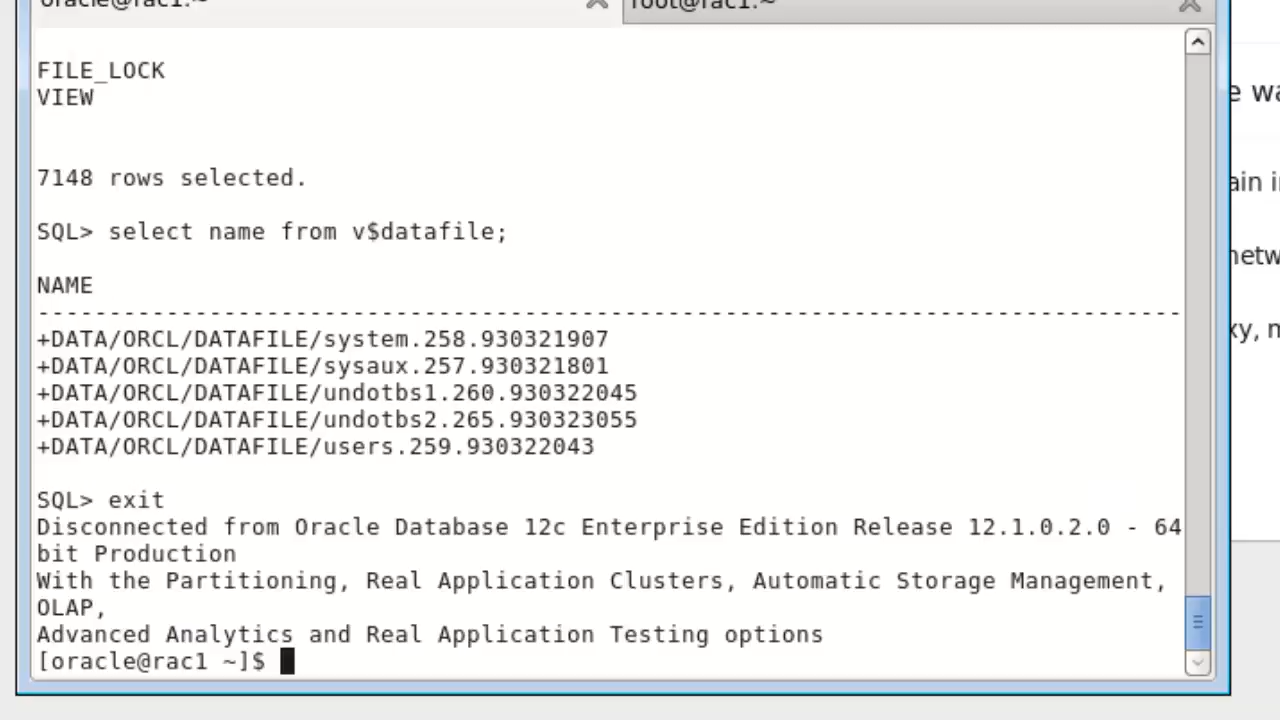 oracle@rac1:~
root@rac1:~
FILE_LOCK
VIEW
7148 rows selected.
SQL> select name from v$datafile;
NAME
--------------------------------------------------------------------------------
+DATA/ORCL/DATAFILE/system.258.930321907
+DATA/ORCL/DATAFILE/sysaux.257.930321801
+DATA/ORCL/DATAFILE/undotbs1.260.930322045
+DATA/ORCL/DATAFILE/undotbs2.265.930323055
+DATA/ORCL/DATAFILE/users.259.930322043
SQL> exit
Disconnected from Oracle Database 12c Enterprise Edition Release 12.1.0.2.0 - 64
bit Production
With the Partitioning, Real Application Clusters, Automatic Storage Management,
OLAP,
Advanced Analytics and Real Application Testing options
[oracle@rac1 ~]$